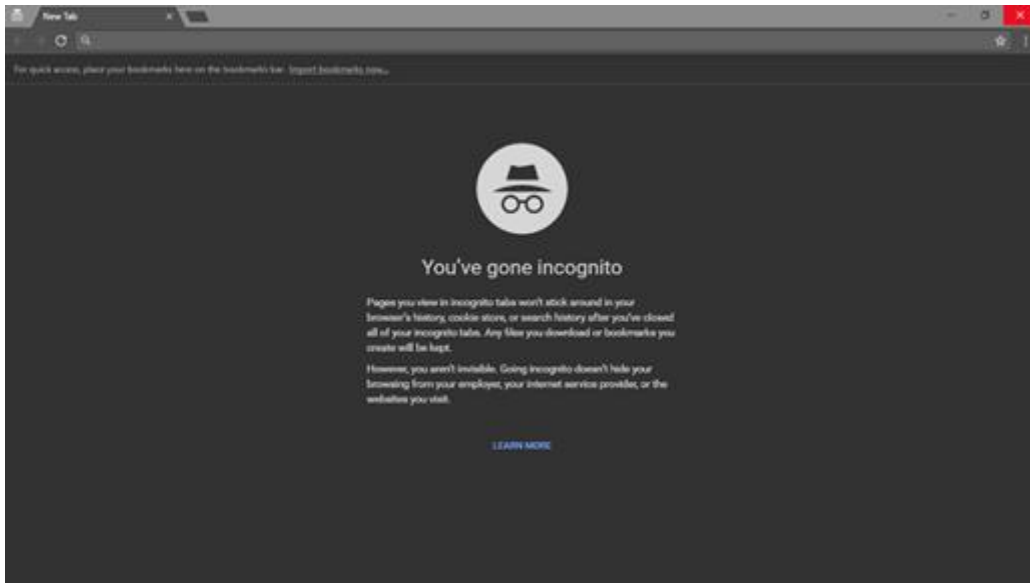 New Tab
For quick access, place your bookmarks here on the bookmarks bar. Import bookmarks now...
You've gone incognito
Pages you view in incognito tabs won't stick around in your
browser's history, cookie store, or search history after you've closed
all of your incognito tabs. Any files you download or bookmarks you
create will be kept.
However, you aren't invisible. Going incognito doesn't hide your
browsing from your employer, your internet service provider, or the
websites you visit.
LEARN MORE